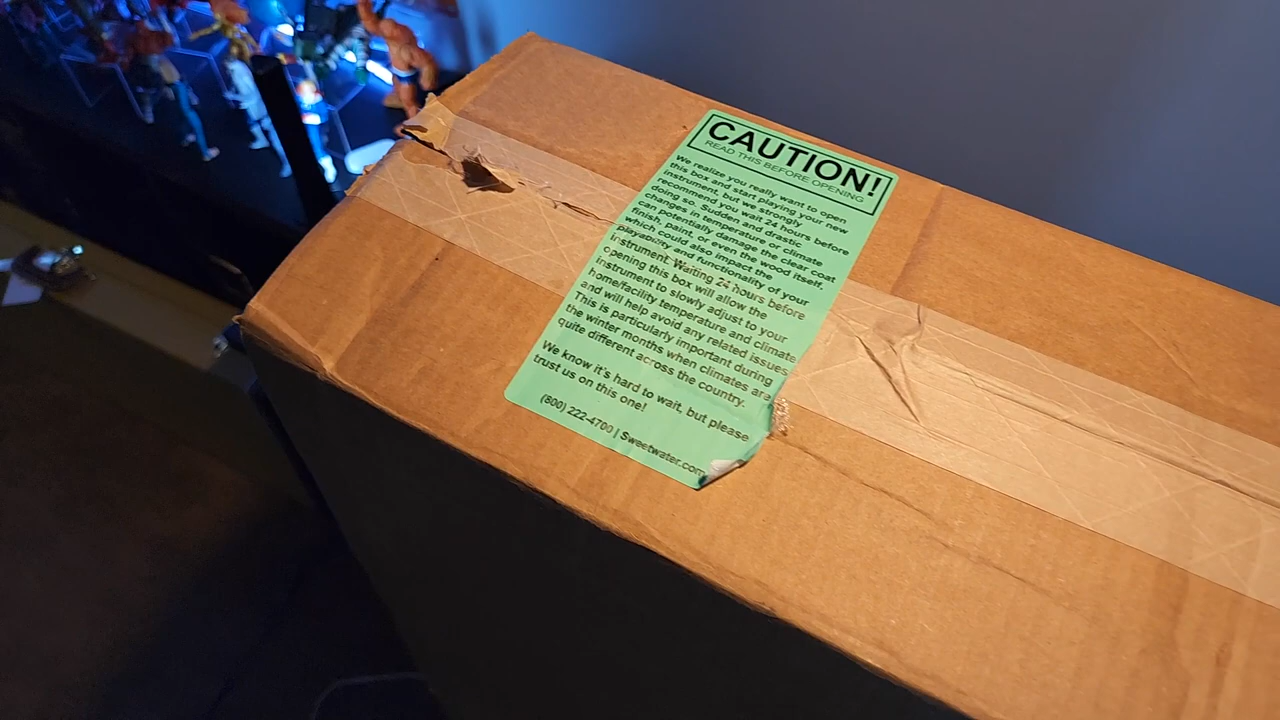 CAUTION!
READ THIS BEFORE OPENING
We realize you really want to open
this box and start playing your new
instrument, but we strongly
recommend you wait 24 hours before
doing so. Sudden and drastic
changes in temperature or climate
can potentially damage the clear coat
finish, paint, or even the wood itself,
which could also impact the
playability and functionality of your
instrument. Waiting 24 hours before
opening this box will allow the
instrument to slowly adjust to your
home/facility temperature and climate
and will help avoid any related issues.
This is particularly important during
the winter months when climates are
quite different across the country.
We know it's hard to wait, but please
trust us on this one!
(800) 222-4700 | Sweetwater.com